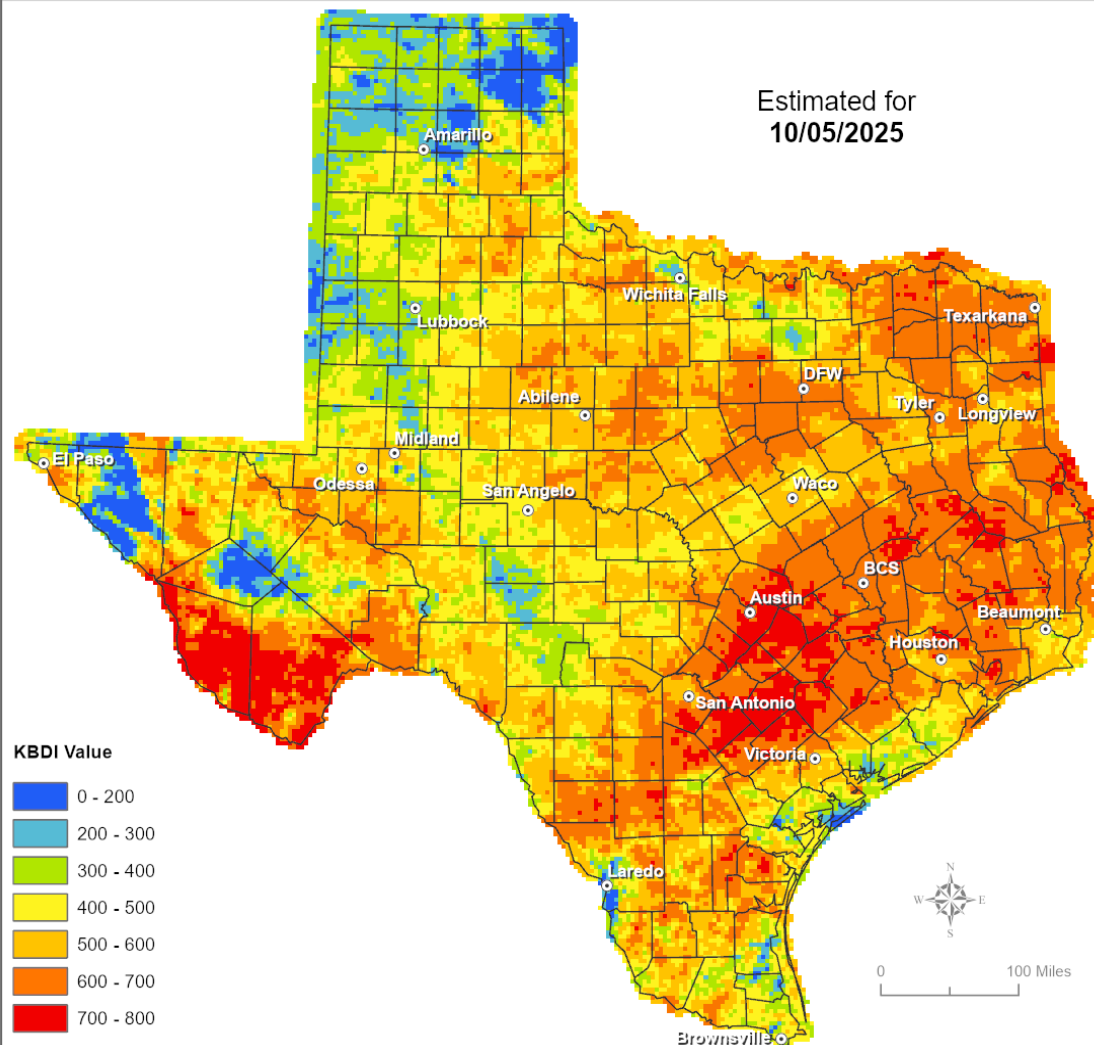 Estimated for
10/05/2025
Amarillo
Wichita Falls
Lubbock
Texarkana
DFW
Abilene
Tyler
Longview
Midland
El Paso
Odessa
San Angelo
Waco
BCS
Austin
Beaumont
Houston
San Antonio
Victoria
KBDI Value
0 - 200
200 - 300
300 - 400
400 - 500
500 - 600
600 - 700
700 - 800
Laredo
N
W E
S
0 100 Miles
Brownsville